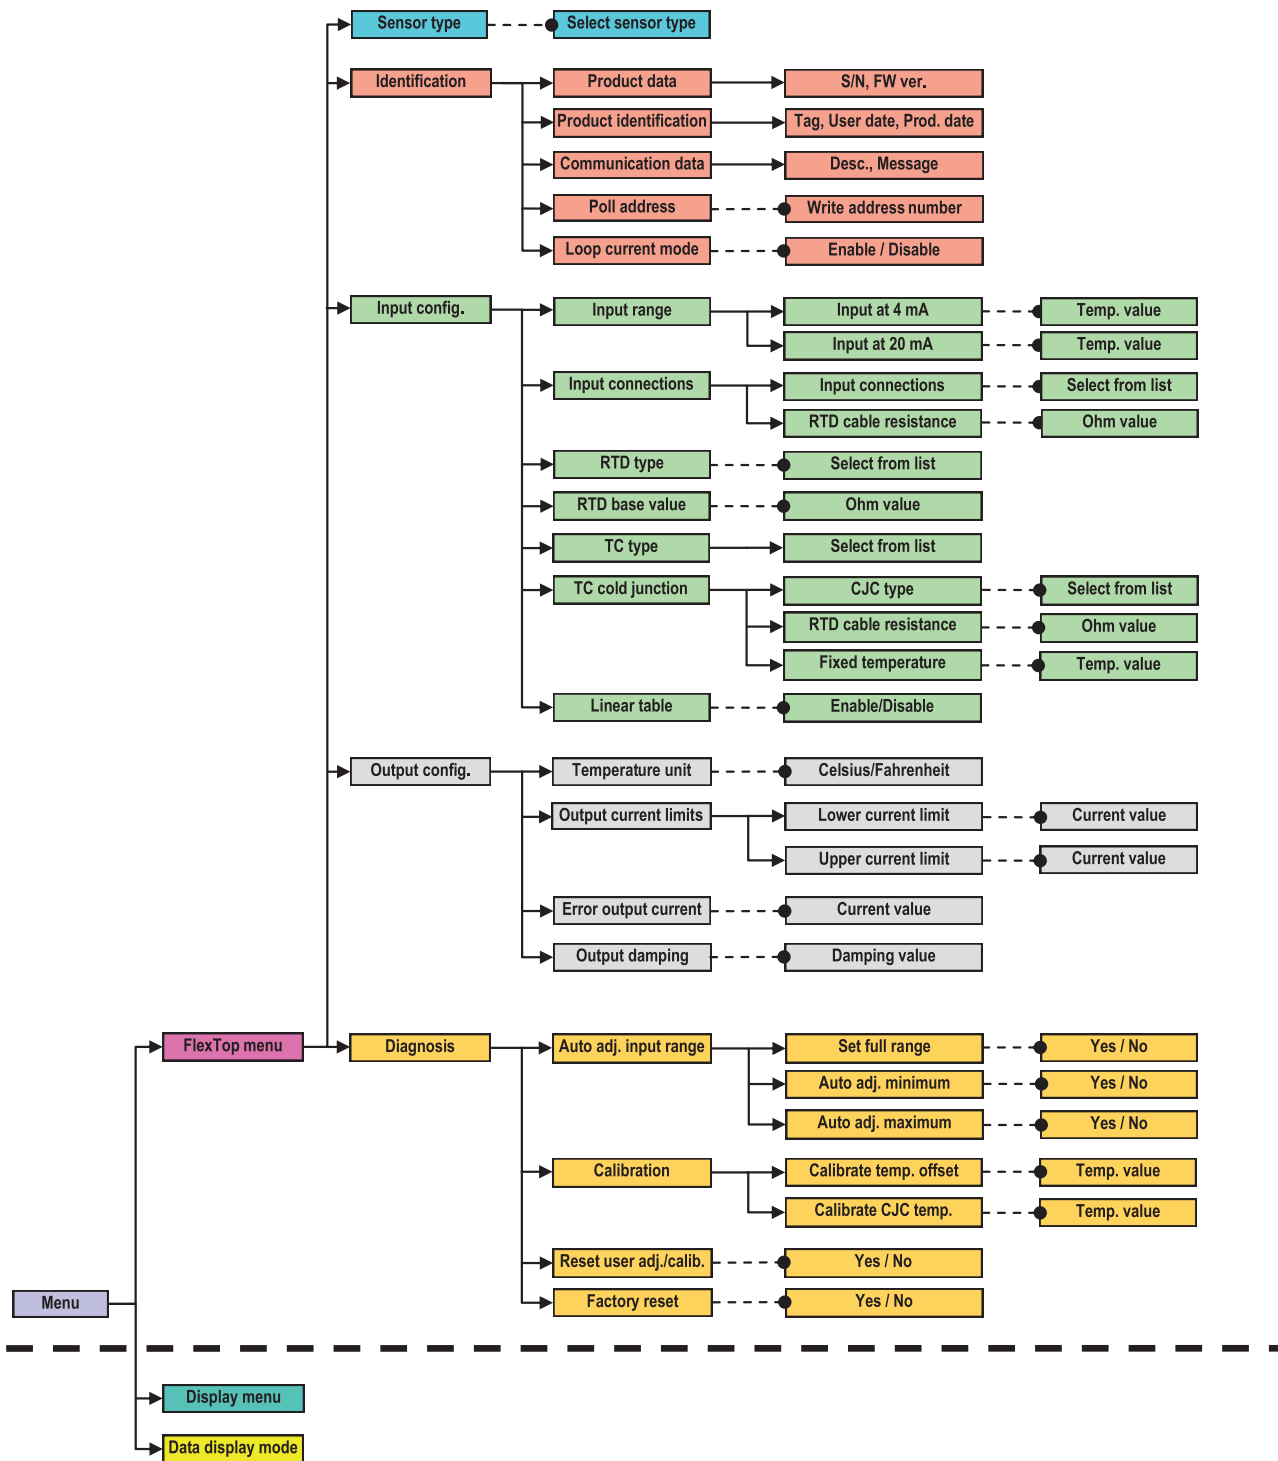 Sensor type
Select sensor type
Identification
Product data
S/N, FW ver.
Product identification
Tag, User date, Prod. date
Communication data
Desc., Message
Poll address
Write address number
Loop current mode
Enable / Disable
Input config.
Input range
Input at 4 mA
Temp. value
Input at 20 mA
Temp. value
Input connections
Input connections
Select from list
RTD cable resistance
Ohm value
RTD type
Select from list
RTD base value
Ohm value
TC type
Select from list
TC cold junction
CJC type
Select from list
RTD cable resistance
Ohm value
Fixed temperature
Temp. value
Linear table
Enable/Disable
Output config.
Temperature unit
Celsius/Fahrenheit
Output current limits
Lower current limit
Current value
Upper current limit
Current value
Error output current
Current value
Output damping
Damping value
FlexTop menu
Diagnosis
Auto adj. input range
Set full range
Yes / No
Auto adj. minimum
Yes / No
Auto adj. maximum
Yes / No
Calibration
Calibrate temp. offset
Temp. value
Calibrate CJC temp.
Temp. value
Reset user adj./calib.
Yes / No
Menu
Factory reset
Yes / No
Display menu
Data display mode